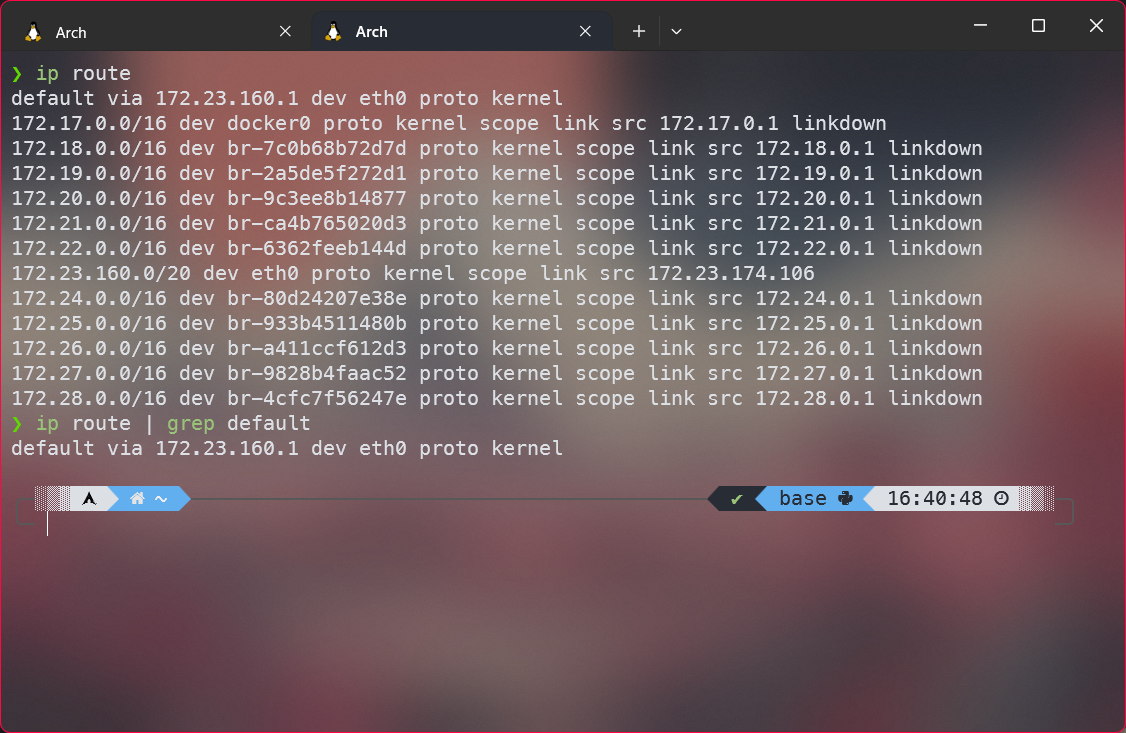 Arch
Arch
❯ ip route
default via 172.23.160.1 dev eth0 proto kernel
172.17.0.0/16 dev docker0 proto kernel scope link src 172.17.0.1 linkdown
172.18.0.0/16 dev br-7c0b68b72d7d proto kernel scope link src 172.18.0.1 linkdown
172.19.0.0/16 dev br-2a5de5f272d1 proto kernel scope link src 172.19.0.1 linkdown
172.20.0.0/16 dev br-9c3ee8b14877 proto kernel scope link src 172.20.0.1 linkdown
172.21.0.0/16 dev br-ca4b765020d3 proto kernel scope link src 172.21.0.1 linkdown
172.22.0.0/16 dev br-6362feeb144d proto kernel scope link src 172.22.0.1 linkdown
172.23.160.0/20 dev eth0 proto kernel scope link src 172.23.174.106
172.24.0.0/16 dev br-80d24207e38e proto kernel scope link src 172.24.0.1 linkdown
172.25.0.0/16 dev br-933b4511480b proto kernel scope link src 172.25.0.1 linkdown
172.26.0.0/16 dev br-a411ccf612d3 proto kernel scope link src 172.26.0.1 linkdown
172.27.0.0/16 dev br-9828b4faac52 proto kernel scope link src 172.27.0.1 linkdown
172.28.0.0/16 dev br-4cfc7f56247e proto kernel scope link src 172.28.0.1 linkdown
❯ ip route | grep default
default via 172.23.160.1 dev eth0 proto kernel
~ ✔ base 16:40:48